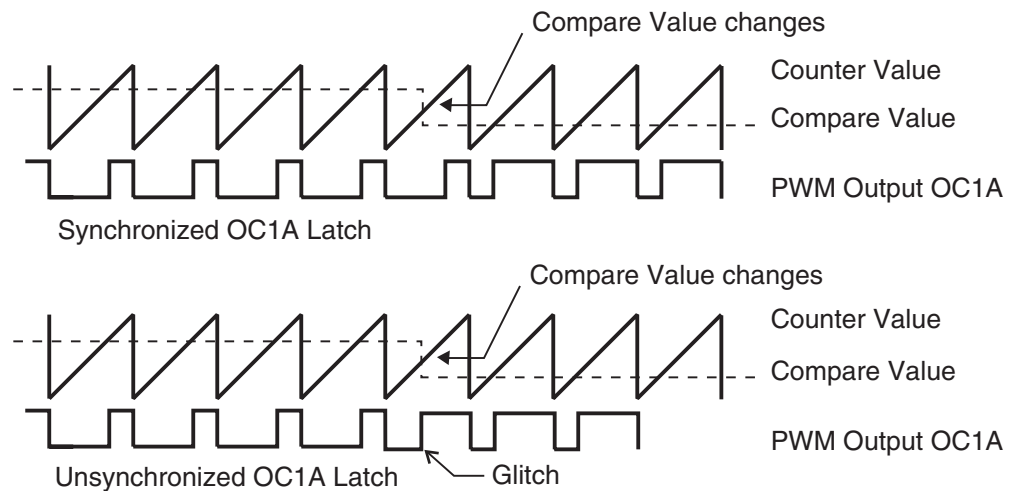 Compare Value changes
Counter Value
Compare Value
PWM Output OC1A
Synchronized OC1A Latch
Compare Value changes
Counter Value
Compare Value
PWM Output OC1A
Unsynchronized OC1A Latch
Glitch